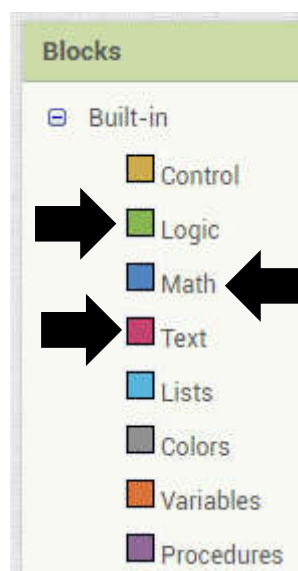 Blocks
Built-in
Control
Logic
Math
Text
Lists
Colors
Variables
Procedures